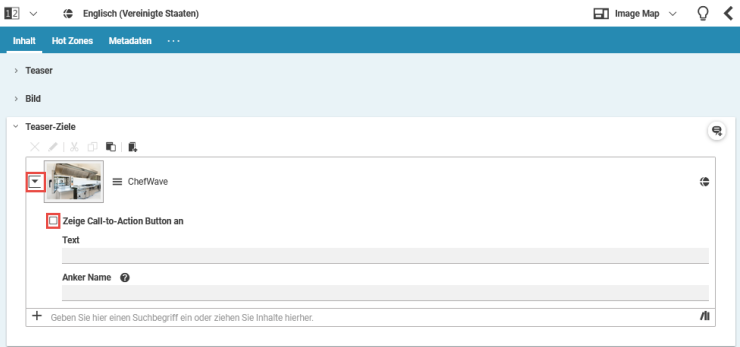 12 Englisch (Vereinigte Staaten) Image Map
Inhalt Hot Zones Metadaten ···
Teaser
Bild
Teaser-Ziele
ChefWave
Zeige Call-to-Action Button an
Text
Anker Name ?
Geben Sie hier einen Suchbegriff ein oder ziehen Sie Inhalte hierher.